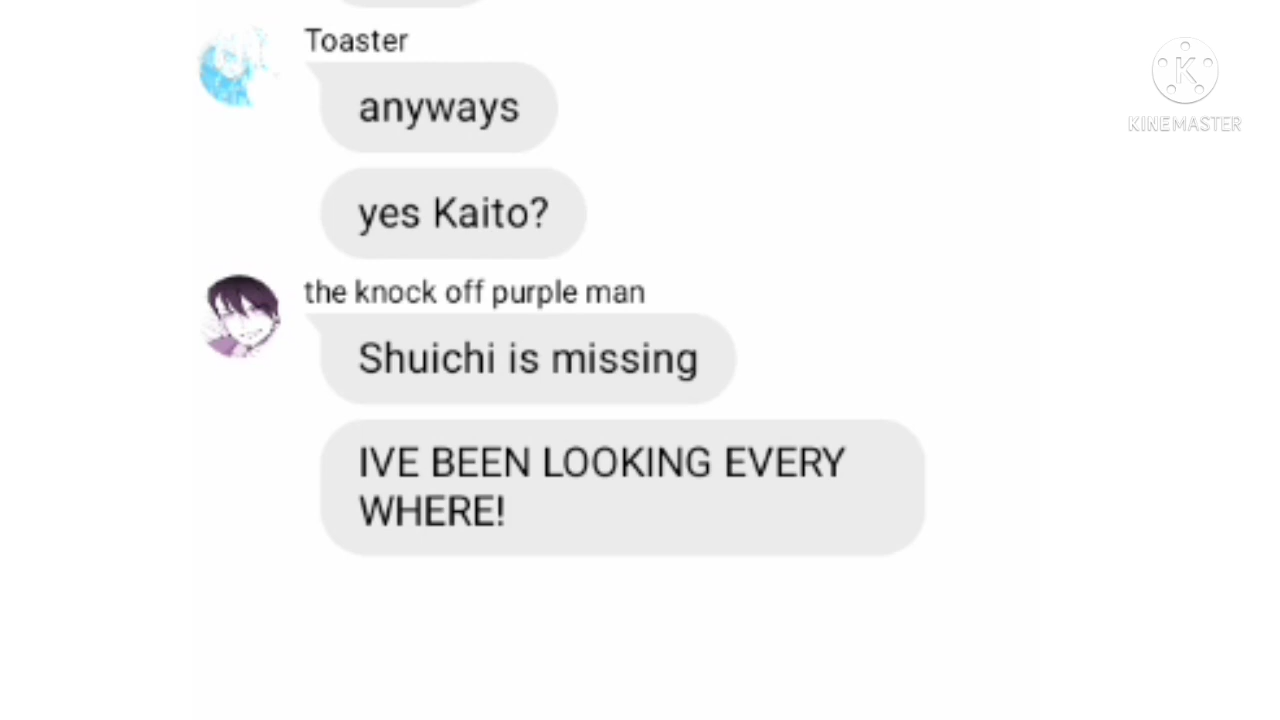 Toaster
anyways
yes Kaito?
the knock off purple man
Shuichi is missing
IVE BEEN LOOKING EVERY
WHERE!
K
KINEMASTER